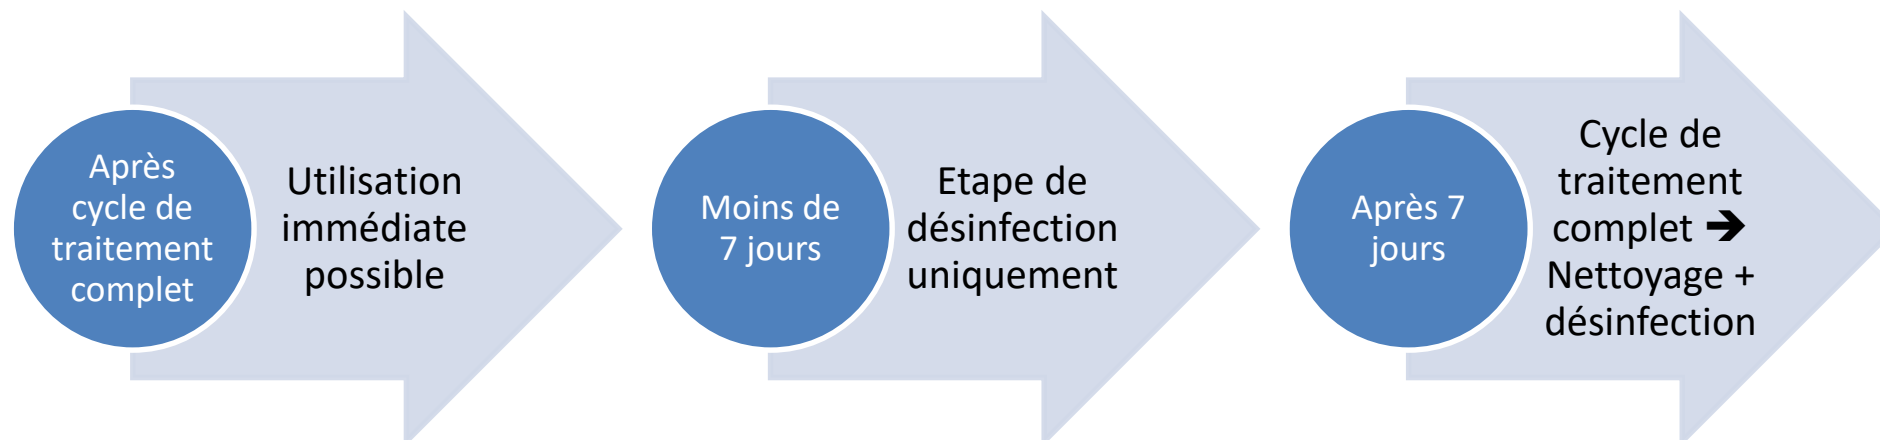 Après
cycle de
traitement
complet
Utilisation
immédiate
possible
Moins de
7 jours
Etape de
désinfection
uniquement
Après 7
jours
Cycle de
traitement
complet ➔
Nettoyage +
désinfection